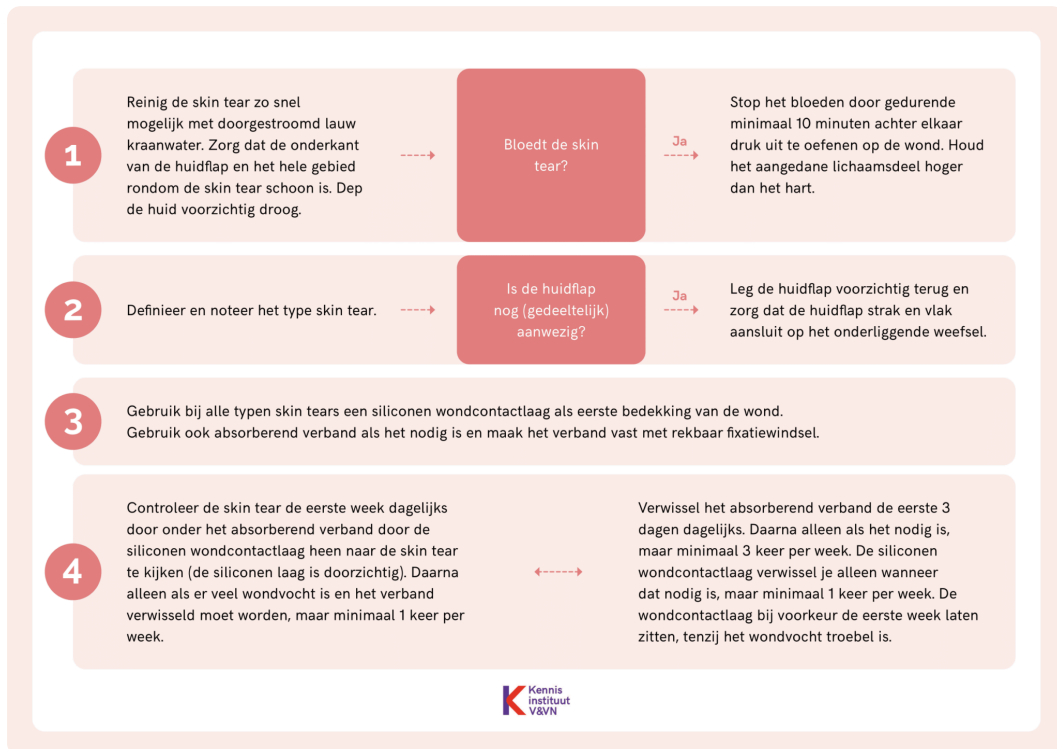 1
Reinig de skin tear zo snel
mogelijk met doorgestroomd lauw
kraanwater. Zorg dat de onderkant
van de huidflap en het hele gebied
rondom de skin tear schoon is. Dep
de huid voorzichtig droog.
Bloedt de skin
tear?
Ja
Stop het bloeden door gedurende
minimaal 10 minuten achter elkaar
druk uit te oefenen op de wond. Houd
het aangedane lichaamsdeel hoger
dan het hart.
2
Definieer en noteer het type skin tear.
Is de huidflap
nog (gedeeltelijk)
aanwezig?
Ja
Leg de huidflap voorzichtig terug en
zorg dat de huidflap strak en vlak
aansluit op het onderliggende weefsel.
3
Gebruik bij alle typen skin tears een siliconen wondcontactlaag als eerste bedekking van de wond.
Gebruik ook absorberend verband als het nodig is en maak het verband vast met rekbaar fixatiewindsel.
4
Controleer de skin tear de eerste week dagelijks
door onder het absorberend verband door de
siliconen wondcontactlaag heen naar de skin tear
te kijken (de siliconen laag is doorzichtig). Daarna
alleen als er veel wondvocht is en het verband
verwisseld moet worden, maar minimaal 1 keer per
week.
Verwissel het absorberend verband de eerste 3
dagen dagelijks. Daarna alleen als het nodig is,
maar minimaal 3 keer per week. De siliconen
wondcontactlaag verwissel je alleen wanneer
dat nodig is, maar minimaal 1 keer per week. De
wondcontactlaag bij voorkeur de eerste week laten
zitten, tenzij het wondvocht troebel is.
Kennis
instituut
V&VN